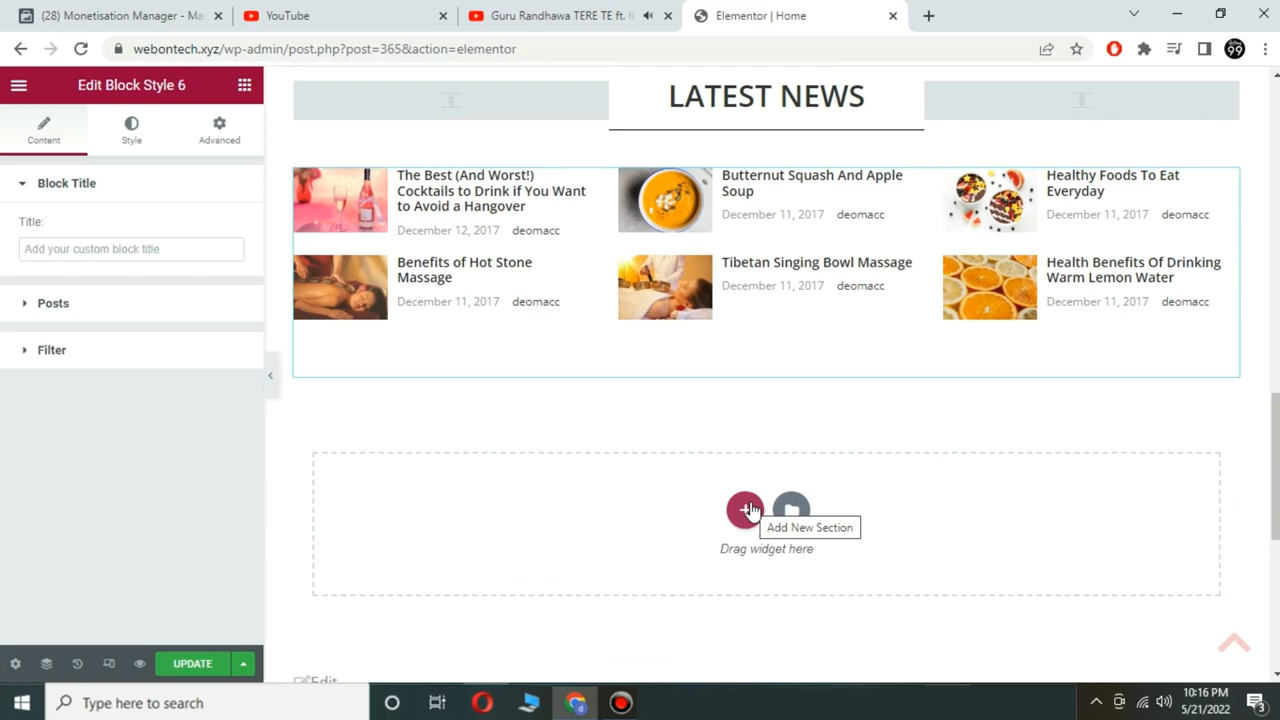 (28) Monetisation Manager - Ma
YouTube
Guru Randhawa TERE TE ft. Ik
Elementor | Home
webontech.xyz/wp-admin/post.php?post=365&action=elementor
Edit Block Style 6
Content
Style
Advanced
Block Title
Title:
Add your custom block title
Posts
Filter
UPDATE
LATEST NEWS
The Best (And Worst!)
Cocktails to Drink if You Want
to Avoid a Hangover
December 12, 2017 deomacc
Butternut Squash And Apple
Soup
December 11, 2017 deomacc
Healthy Foods To Eat
Everyday
December 11, 2017 deomacc
Benefits of Hot Stone
Massage
December 11, 2017 deomacc
Tibetan Singing Bowl Massage
December 11, 2017 deomacc
Health Benefits Of Drinking
Warm Lemon Water
December 11, 2017 deomacc
Add New Section
Drag widget here
Edit
Type here to search
10:16 PM
5/21/2022
3